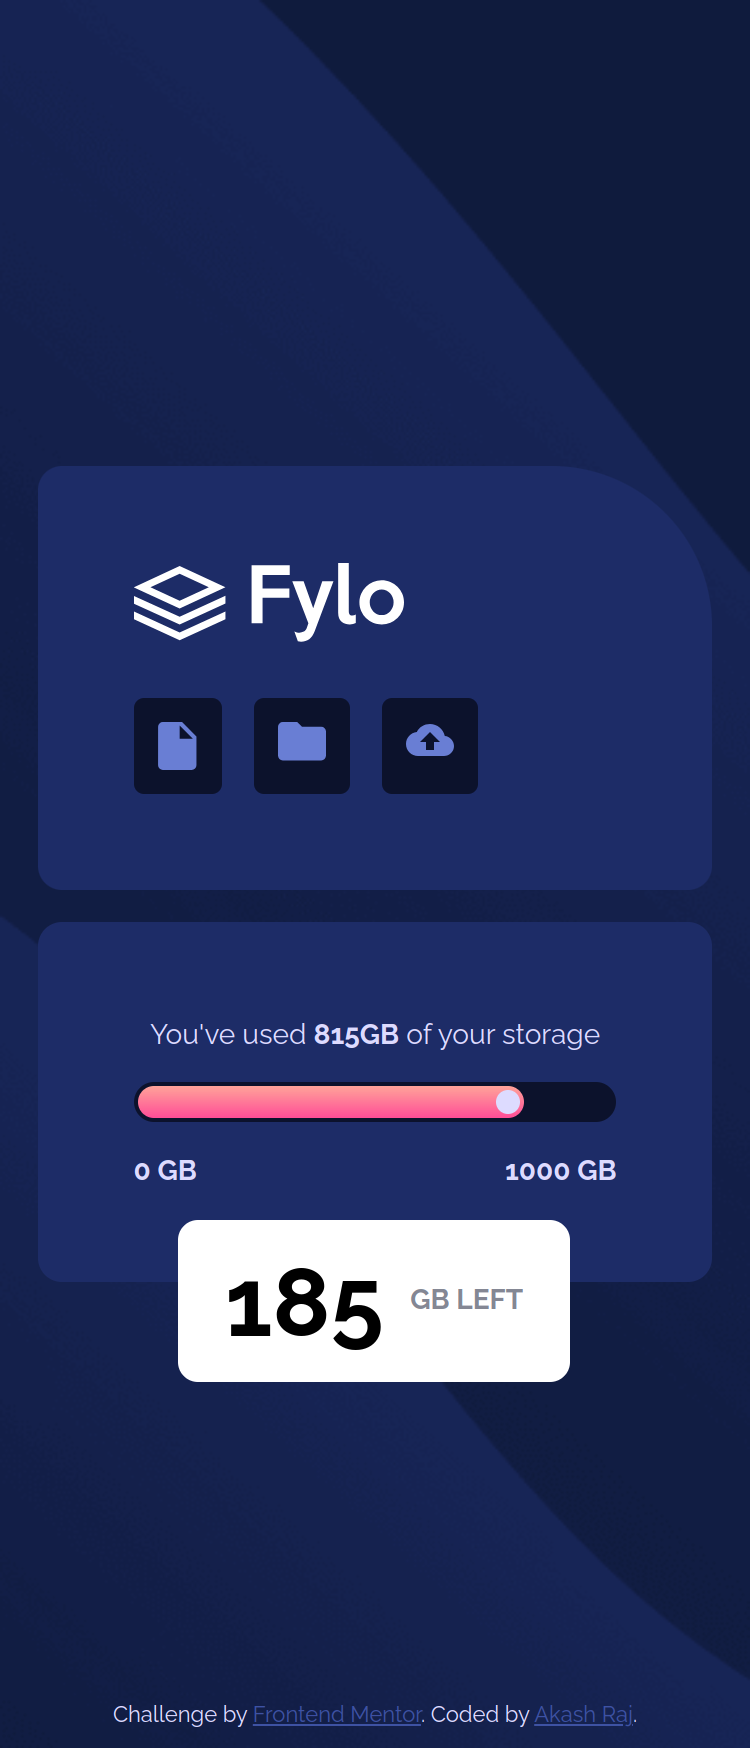 Fylo
You've used 815GB of your storage
0 GB 1000 GB
185 GB LEFT
Challenge by Frontend Mentor. Coded by Akash Raj.